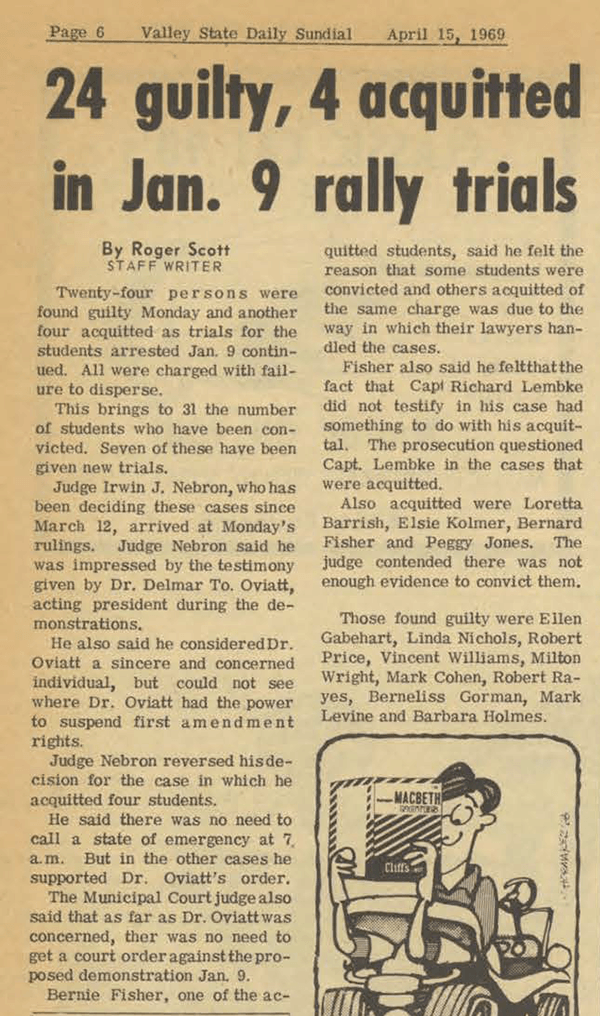 Page 6 Valley State Daily Sundial April 15, 1969
24 guilty, 4 acquitted
in Jan. 9 rally trials
By Roger Scott
STAFF WRITER
Twenty-four persons were
found guilty Monday and another
four acquitted as trials for the
students arrested Jan. 9 contin-
ued. All were charged with fail-
ure to disperse.
This brings to 31 the number
of students who have been con-
victed. Seven of these have been
given new trials.
Judge Irwin J. Nebron, who has
been deciding these cases since
March 12, arrived at Monday's
rulings. Judge Nebron said he
was impressed by the testimony
given by Dr. Delmar To. Oviatt,
acting president during the de-
monstrations.
He also said he considered Dr.
Oviatt a sincere and concerned
individual, but could not see
where Dr. Oviatt had the power
to suspend first amendment
rights.
Judge Nebron reversed his de-
cision for the case in which he
acquitted four students.
He said there was no need to
call a state of emergency at 7
a.m. But in the other cases he
supported Dr. Oviatt's order.
The Municipal Court judge also
said that as far as Dr. Oviatt was
concerned, ther was no need to
get a court order against the pro-
posed demonstration Jan. 9.
Bernie Fisher, one of the ac-
quitted students, said he felt the
reason that some students were
convicted and others acquitted of
the same charge was due to the
way in which their lawyers han-
dled the cases.
Fisher also said he felt that the
fact that Capt Richard Lembke
did not testify in his case had
something to do with his acquit-
tal. The prosecution questioned
Capt. Lembke in the cases that
were acquitted.
Also acquitted were Loretta
Barrish, Elsie Kolmer, Bernard
Fisher and Peggy Jones. The
judge contended there was not
enough evidence to convict them.
Those found guilty were Ellen
Gabehart, Linda Nichols, Robert
Price, Vincent Williams, Milton
Wright, Mark Cohen, Robert Ra-
yes, Berneliss Gorman, Mark
Levine and Barbara Holmes.
MACBETH
Cliff's